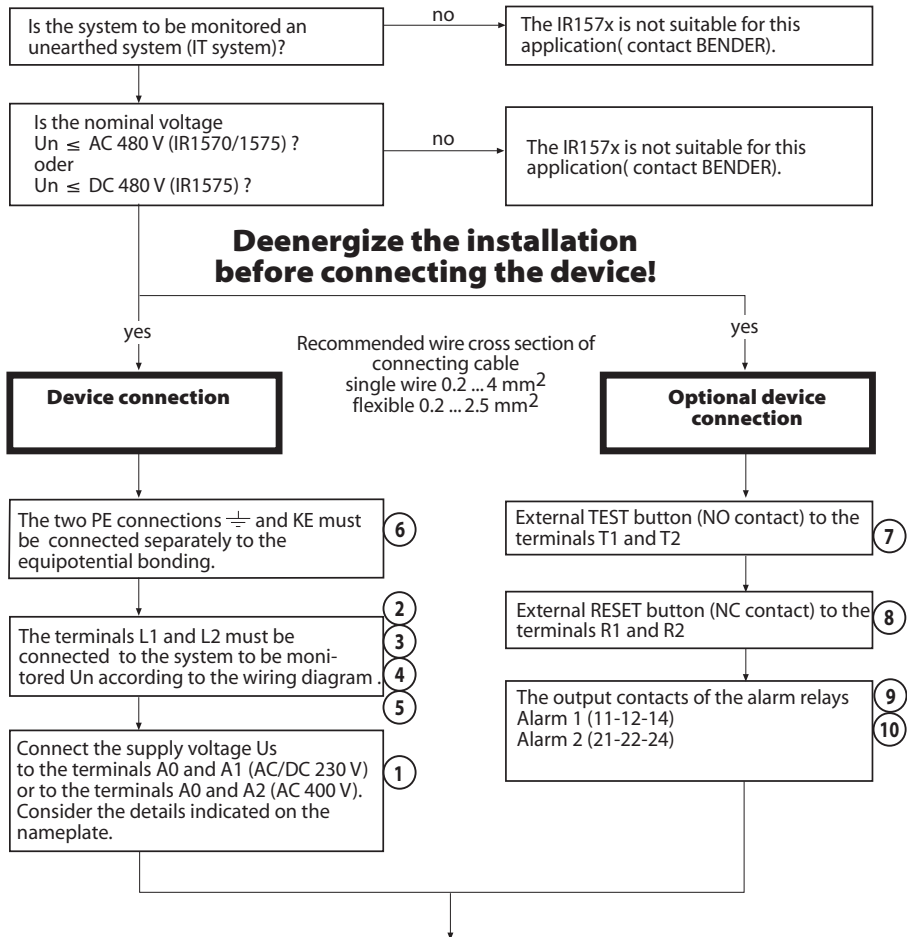 Is the system to be monitored an
unearthed system (IT system)?
no
The IR157x is not suitable for this
application( contact BENDER).
Is the nominal voltage
Un ≤ AC 480 V (IR1570/1575) ?
oder
Un ≤ DC 480 V (IR1575) ?
no
The IR157x is not suitable for this
application( contact BENDER).
Deenergize the installation
before connecting the device!
yes
yes
Recommended wire cross section of
connecting cable
single wire 0.2 ... 4 mm2
flexible 0.2 ... 2.5 mm2
Device connection
Optional device
connection
The two PE connections ⏚ and KE must
be connected separately to the
equipotential bonding.
6
External TEST button (NO contact) to the
terminals T1 and T2
7
2
3
4
5
The terminals L1 and L2 must be
connected to the system to be moni-
tored Un according to the wiring diagram .
External RESET button (NC contact) to the
terminals R1 and R2
8
The output contacts of the alarm relays
Alarm 1 (11-12-14)
Alarm 2 (21-22-24)
9
10
Connect the supply voltage Us
to the terminals A0 and A1 (AC/DC 230 V)
or to the terminals A0 and A2 (AC 400 V).
Consider the details indicated on the
nameplate.
1